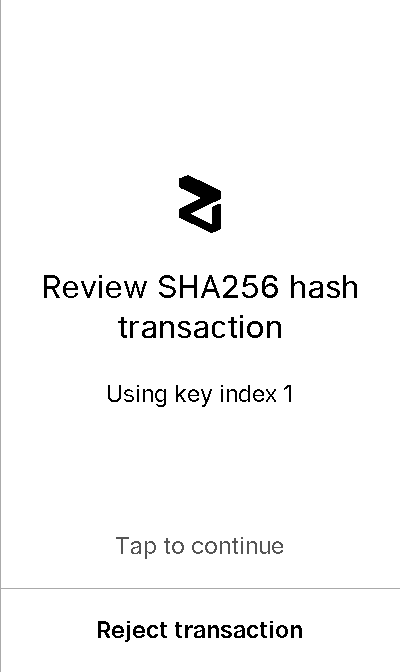 Review SHA256 hash
transaction
Using key index 1
Tap to continue
Reject transaction